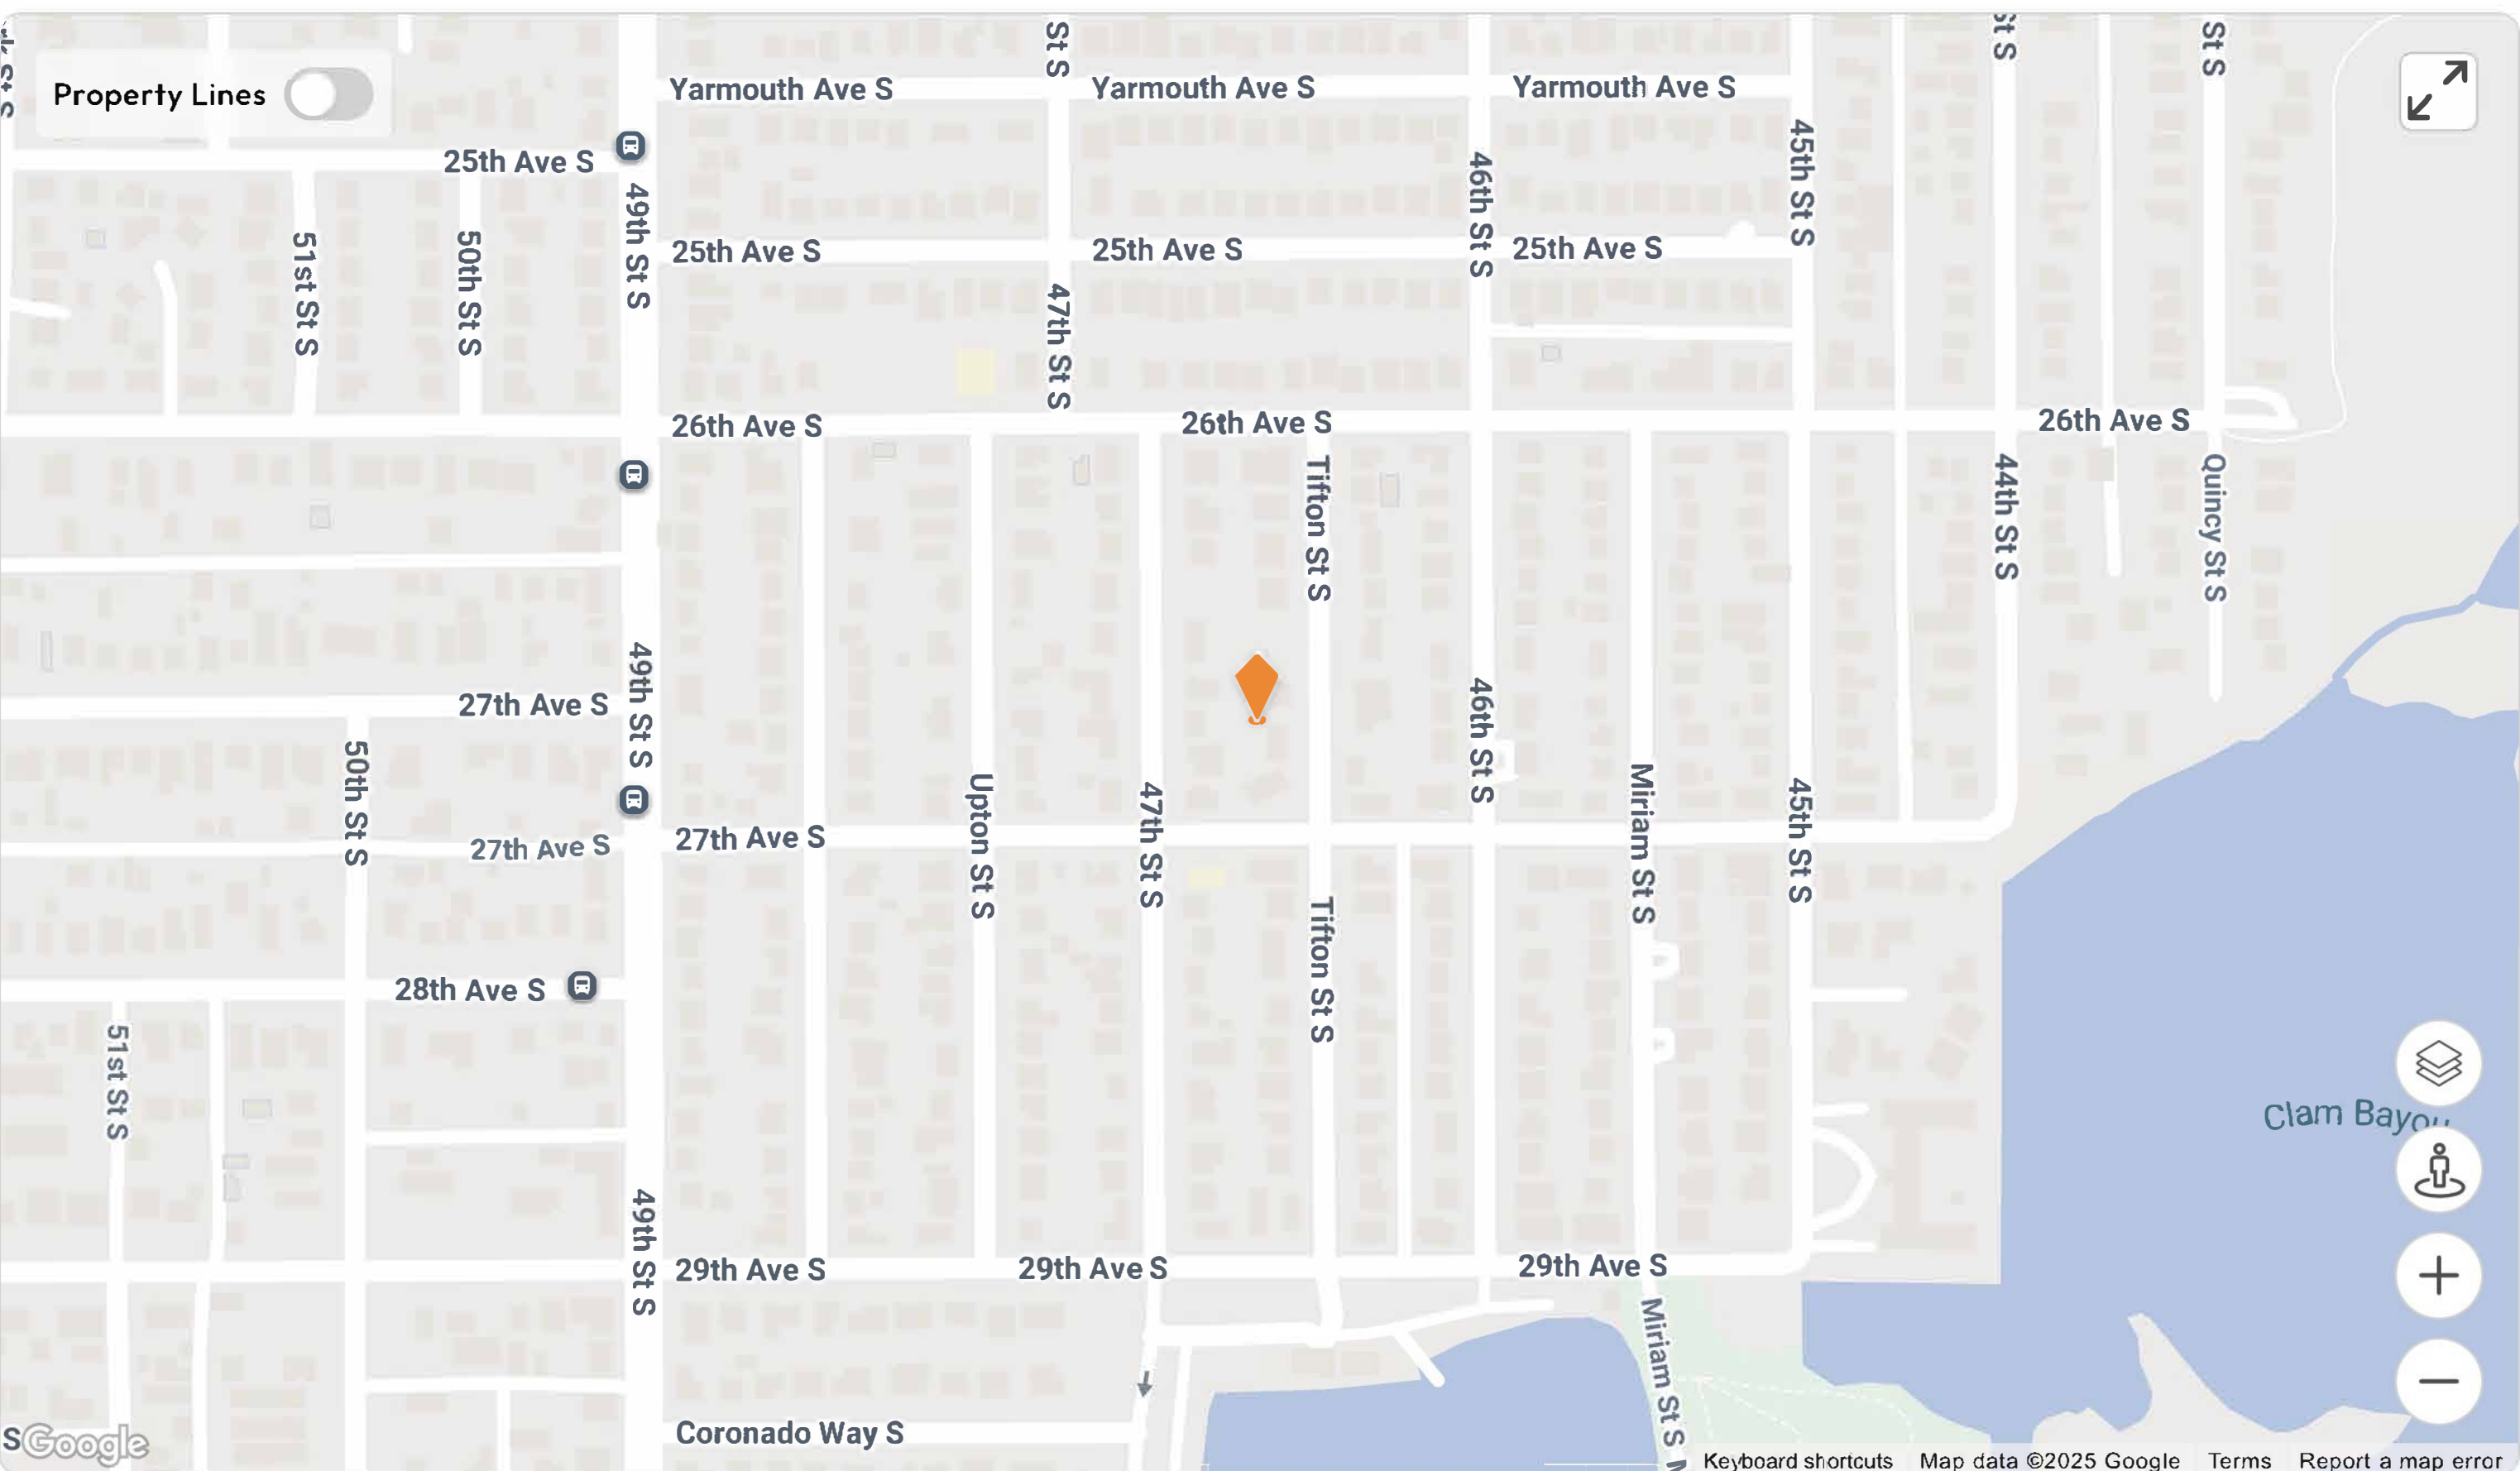 St S
St S
St S
Property Lines
Yarmouth Ave S
Yarmouth Ave S
Yarmouth Ave S
25th Ave S
45th St S
46th St S
49th St S
25th Ave S
25th Ave S
25th Ave S
51st St S
50th St S
47th St S
26th Ave S
26th Ave S
26th Ave S
Tifton St S
44th St S
Quincy St S
49th St S
27th Ave S
46th St S
50th St S
Upton St S
47th St S
Miriam St S
45th St S
27th Ave S
27th Ave S
Tifton St S
28th Ave S
51st St S
Clam Bayou
49th St S
29th Ave S
29th Ave S
29th Ave S
Miriam St S
Coronado Way S
S
Google
Keyboard shortcuts
Map data ©2025 Google
Terms
Report a map error